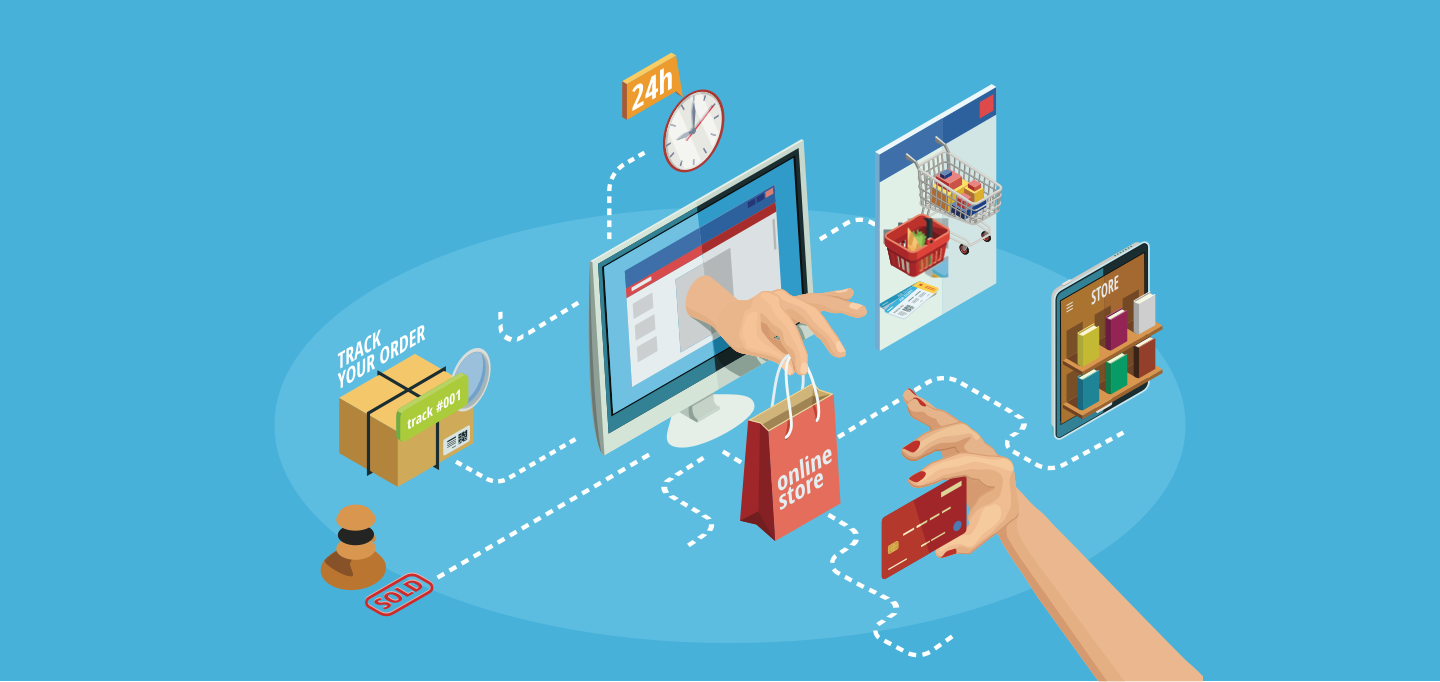 24h
STORE
TRACK
YOUR ORDER
track #001
online
store
SOLD